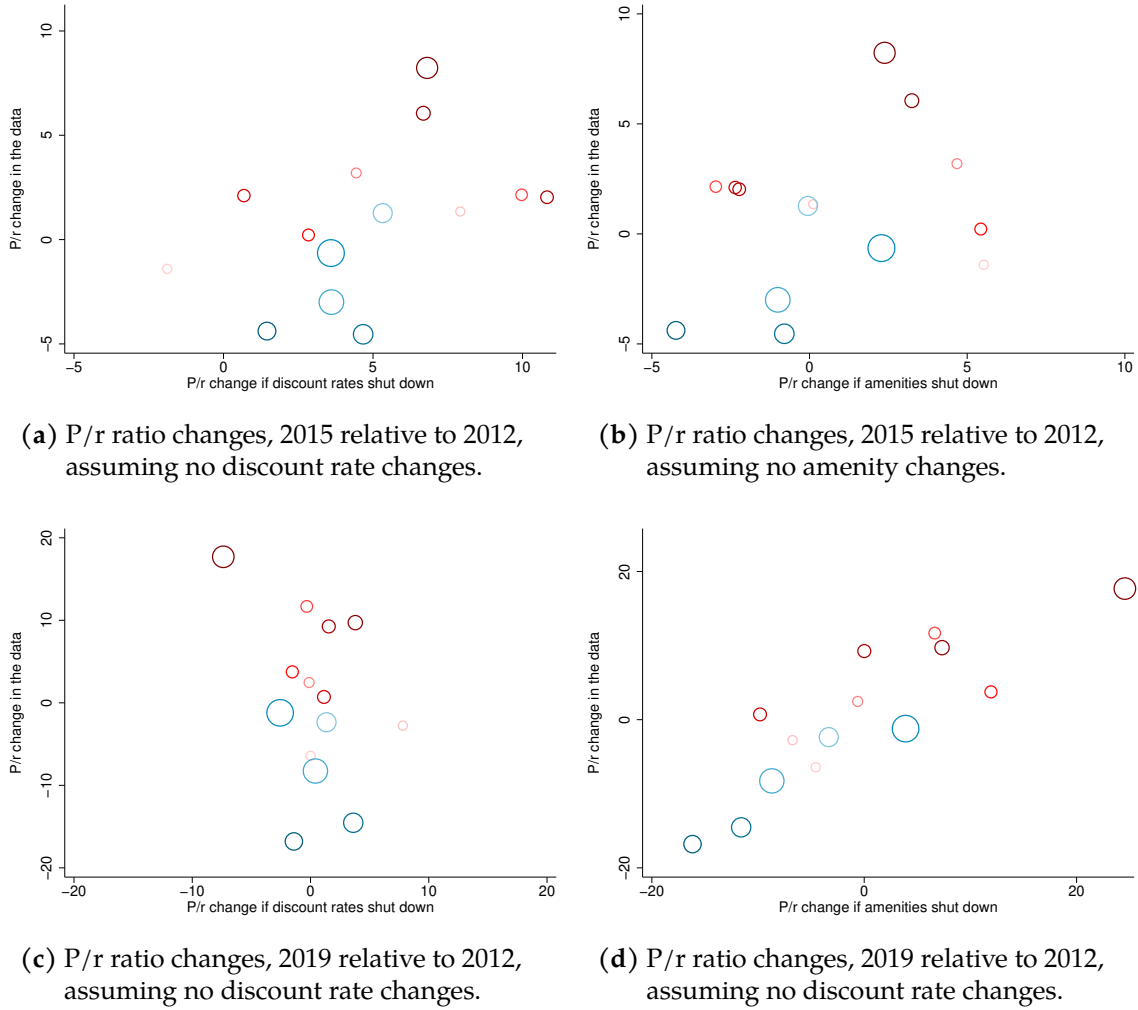 P/r change in the data
10
5
0
−5
−5
0
5
10
P/r change if discount rates shut down
(a) P/r ratio changes, 2015 relative to 2012,
assuming no discount rate changes.
P/r change in the data
10
5
0
−5
−5
0
5
10
P/r change if amenities shut down
(b) P/r ratio changes, 2015 relative to 2012,
assuming no amenity changes.
P/r change in the data
20
10
0
−10
−20
−20
−10
0
10
20
P/r change if discount rates shut down
(c) P/r ratio changes, 2019 relative to 2012,
assuming no discount rate changes.
P/r change in the data
20
0
−20
−20
0
20
P/r change if amenities shut down
(d) P/r ratio changes, 2019 relative to 2012,
assuming no discount rate changes.